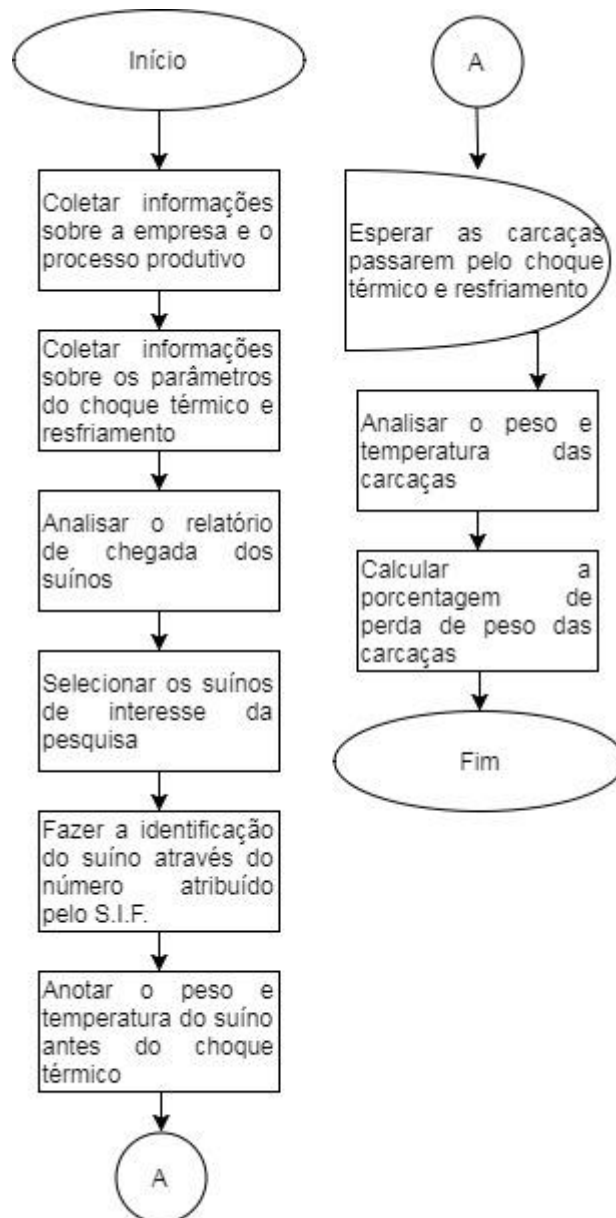 Início
Coletar informações
sobre a empresa e o
processo produtivo
Coletar informações
sobre os parâmetros
do choque térmico e
resfriamento
Analisar o relatório
de chegada dos
suínos
Selecionar os suínos
de interesse da
pesquisa
Fazer a identificação
do suíno através do
número atribuído
pelo S.I.F.
Anotar o peso e
temperatura do suíno
antes do choque
térmico
A
A
Esperar as carcaças
passarem pelo choque
térmico e resfriamento
Analisar o peso e
temperatura das
carcaças
Calcular a
porcentagem de
perda de peso das
carcaças
Fim